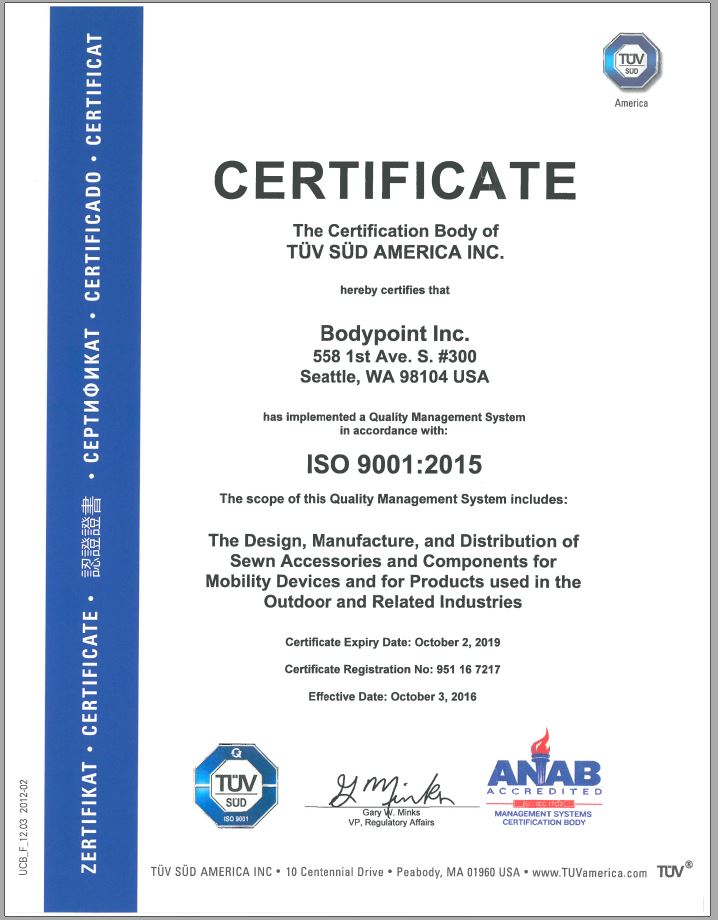 TÜV
SÜD
America
CERTIFICATE
The Certification Body of
TÜV SÜD AMERICA INC.
hereby certifies that
Bodypoint Inc.
558 1st Ave. S. #300
Seattle, WA 98104 USA
has implemented a Quality Management System
in accordance with:
ISO 9001:2015
The scope of this Quality Management System includes:
The Design, Manufacture, and Distribution of
Sewn Accessories and Components for
Mobility Devices and for Products used in the
Outdoor and Related Industries
Certificate Expiry Date: October 2, 2019
Certificate Registration No: 951 16 7217
Effective Date: October 3, 2016
Q
TÜV
SÜD
ISO 9001
G W Minks
Gary W. Minks
VP, Regulatory Affairs
ANAB
ACCREDITED
MANAGEMENT SYSTEMS
CERTIFICATION BODY
TÜV SÜD AMERICA INC • 10 Centennial Drive • Peabody, MA 01960 USA • www.TUVamerica.com TÜV®
ZERTIFIKAT • CERTIFICATE • 認證證書 • СЕРТИФИКАТ • CERTIFICADO • CERTIFICAT
UCB_F_12.03 2012-02